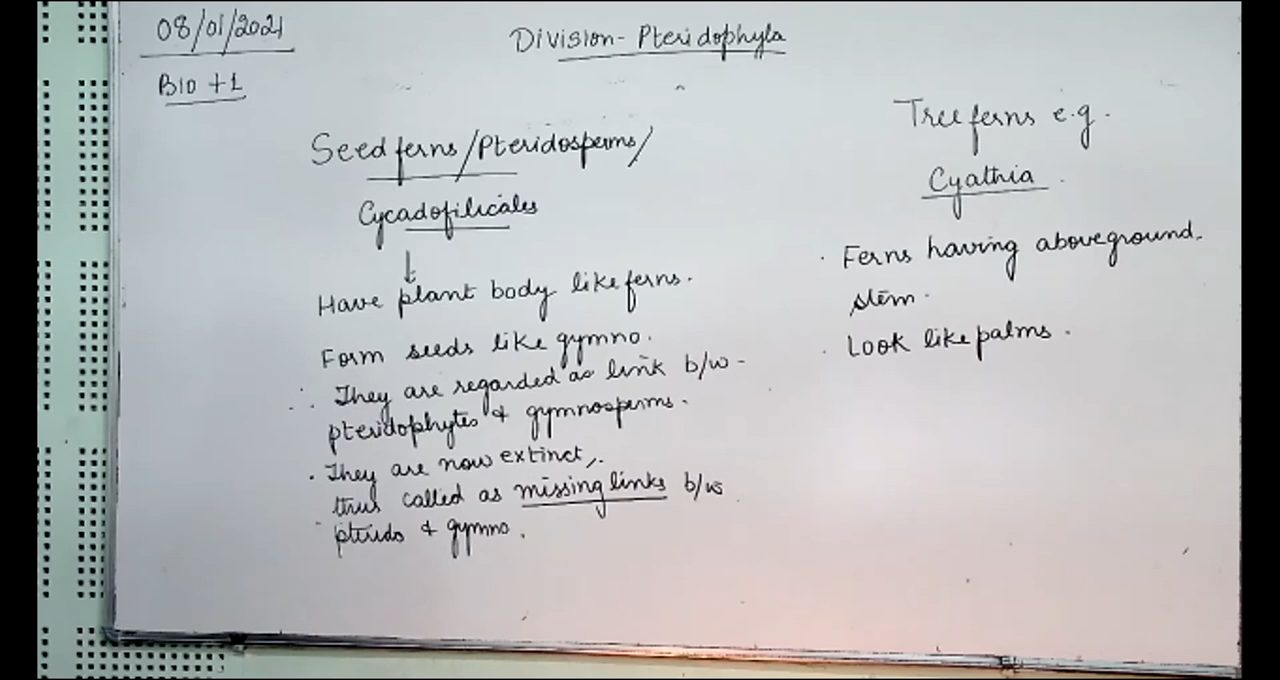 08/01/2021
Bio +1
Division- Pteridophyla
Seed ferns/Pteridosperms/
Cycadofilicales
↓
Have plant body like ferns.
Form seeds like gymno.
∴ They are regarded as link b/w -
pteridophytes & gymnosperms.
. They are now extinct,.
thus called as missing links b/w
pterido & gymno.
Tree ferns e.g.
Cyathia.
. Ferns having aboveground.
stem.
. Look like palms.